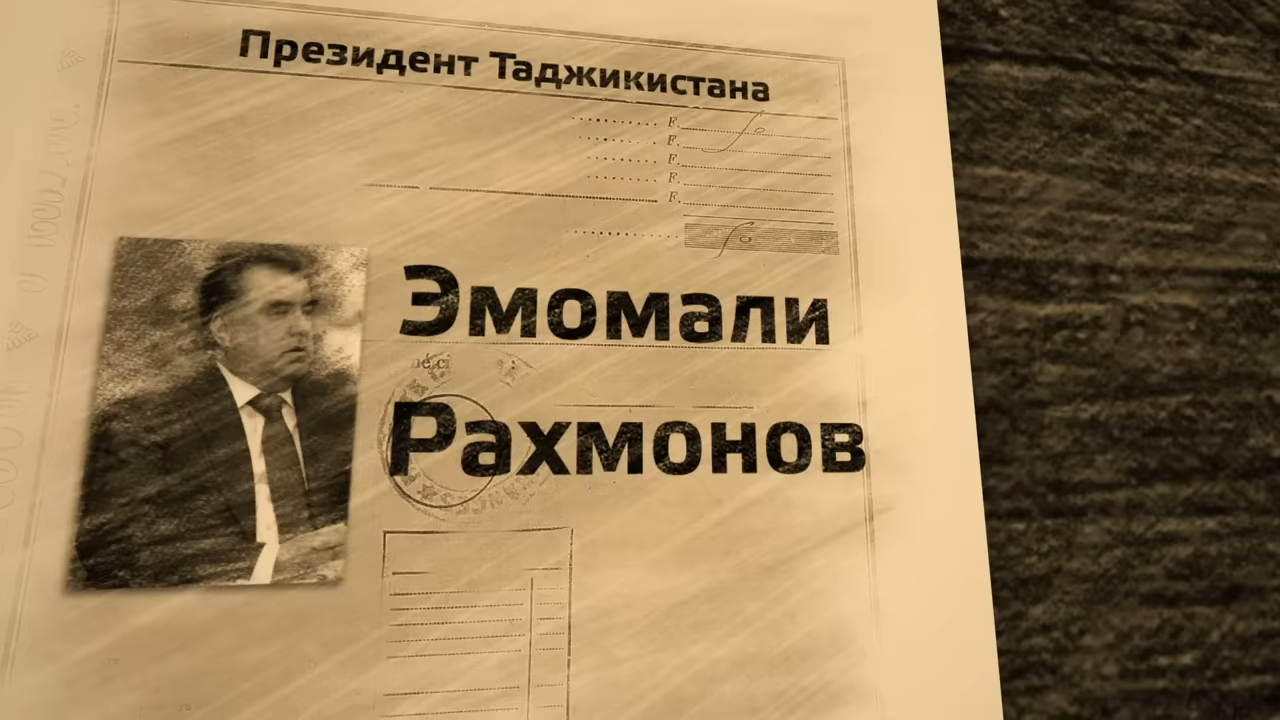 Президент Таджикистана
F.
F.
F.
F.
F.
Эмомали
Рахмонов